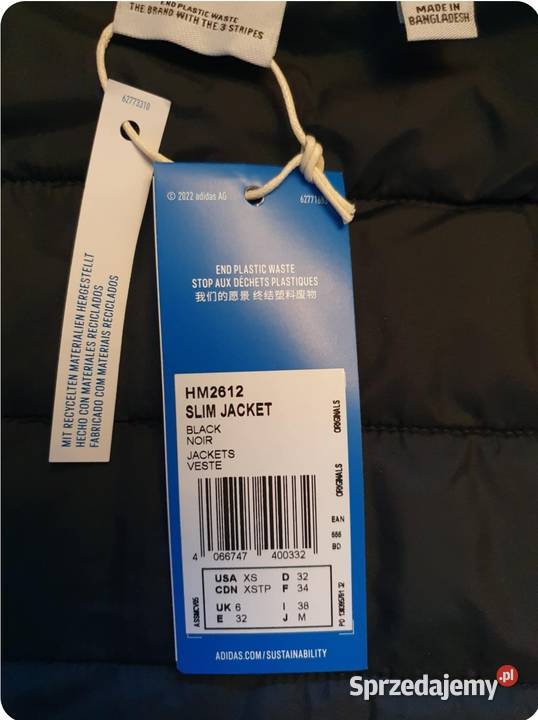 END PLASTIC WASTE
THE BRAND WITH THE 3 STRIPES
MADE IN
BANGLADESH
62773310
MIT RECYCELTEN MATERIALIEN HERGESTELLT
HECHO CON MATERIALES RECICLADOS
FABRICADO COM MATERIAIS RECICLADOS
© 2022 adidas AG
END PLASTIC WASTE
STOP AUX DÉCHETS PLASTIQUES
我们的愿景 终结塑料废物
HM2612
SLIM JACKET
BLACK
NOIR
JACKETS
VESTE
ORIGINALS
ORIGINALS
EAN
BD
4 066747 400332
USA XS D 32
CDN XSTP F 34
UK 6 I 38
E 32 J M
ADIDAS.COM/SUSTAINABILITY
Sprzedajemy.pl